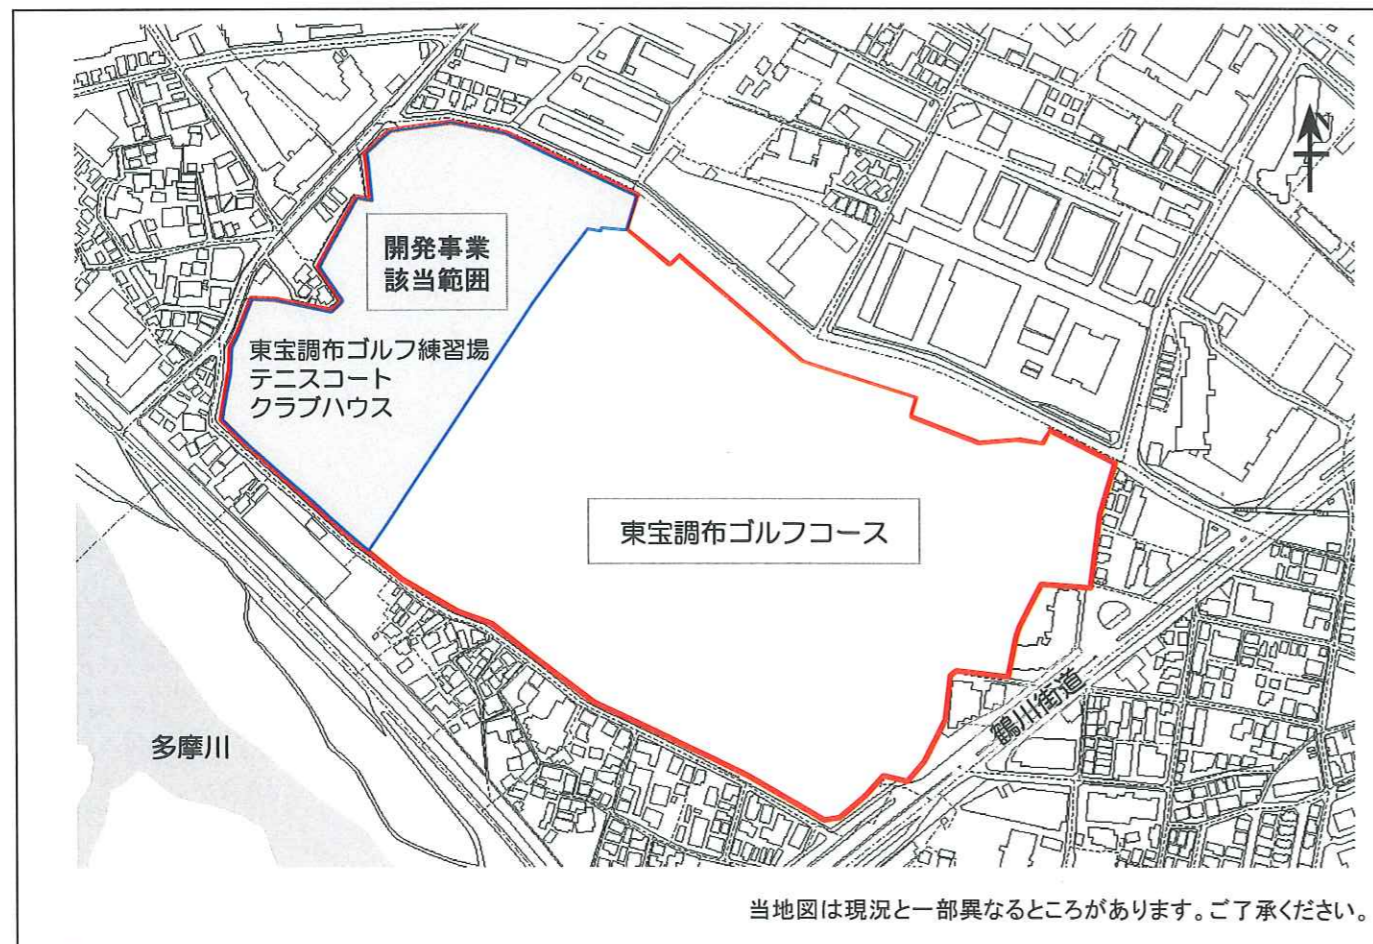 開発事業
該当範囲
東宝調布ゴルフ練習場
テニスコート
クラブハウス
東宝調布ゴルフコース
鶴川街道
多摩川
当地図は現況と一部異なるところがあります。ご了承ください。